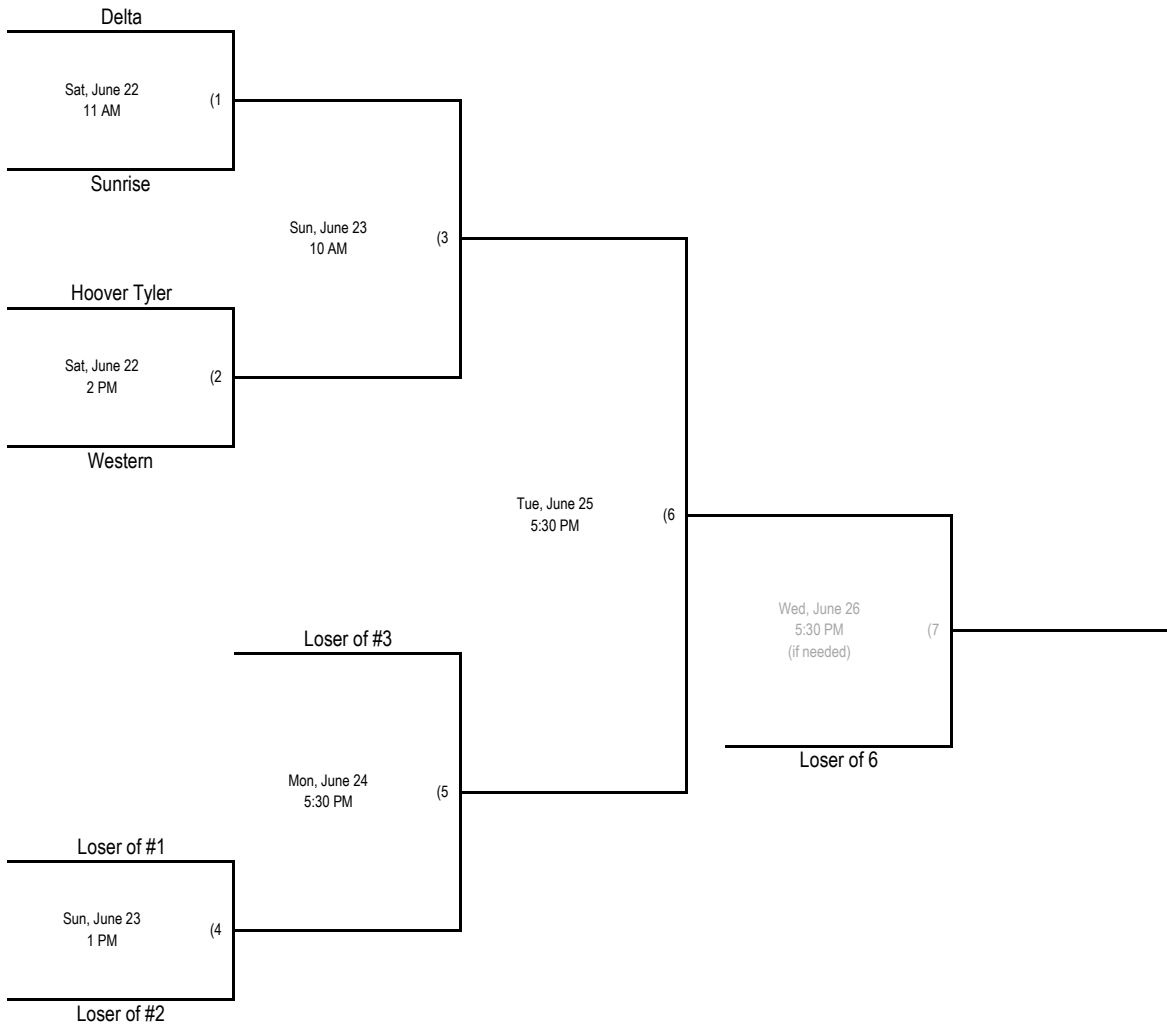 Delta
Sat, June 22
11 AM
(1
Sunrise
Sun, June 23
10 AM
(3
Hoover Tyler
Sat, June 22
2 PM
(2
Western
Tue, June 25
5:30 PM
(6
Wed, June 26
5:30 PM
(if needed)
(7
Loser of #3
Loser of 6
Mon, June 24
5:30 PM
(5
Loser of #1
Sun, June 23
1 PM
(4
Loser of #2